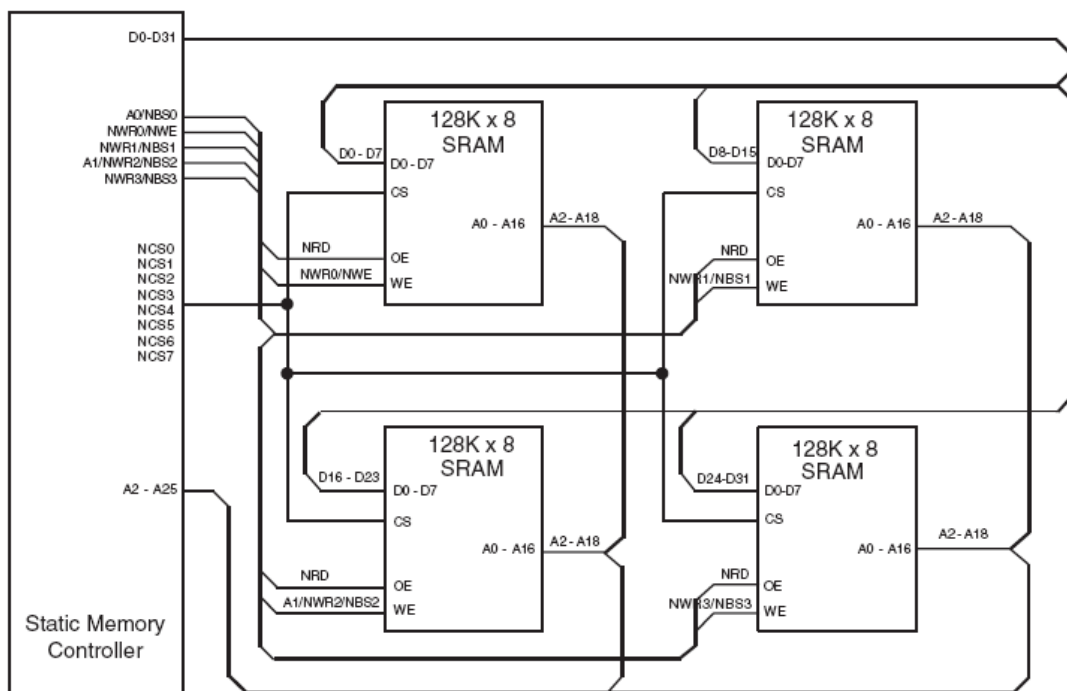 D0-D31
A0/NBS0
NWR0/NWE
NWR1/NBS1
A1/NWR2/NBS2
NWR3/NBS3
NCS0
NCS1
NCS2
NCS3
NCS4
NCS5
NCS6
NCS7
A2 - A25
Static Memory
Controller
128K x 8
SRAM
D0 - D7
D0 - D7
CS
A0 - A16
A2 - A18
NRD
OE
NWR0/NWE
WE
128K x 8
SRAM
D8-D15
D0-D7
CS
A0 - A16
A2 - A18
NRD
OE
NWR1/NBS1
WE
128K x 8
SRAM
D16 - D23
D0 - D7
CS
A0 - A16
A2 - A18
NRD
OE
A1/NWR2/NBS2
WE
128K x 8
SRAM
D24-D31
D0-D7
CS
A0 - A16
A2 - A18
NRD
OE
NWR3/NBS3
WE